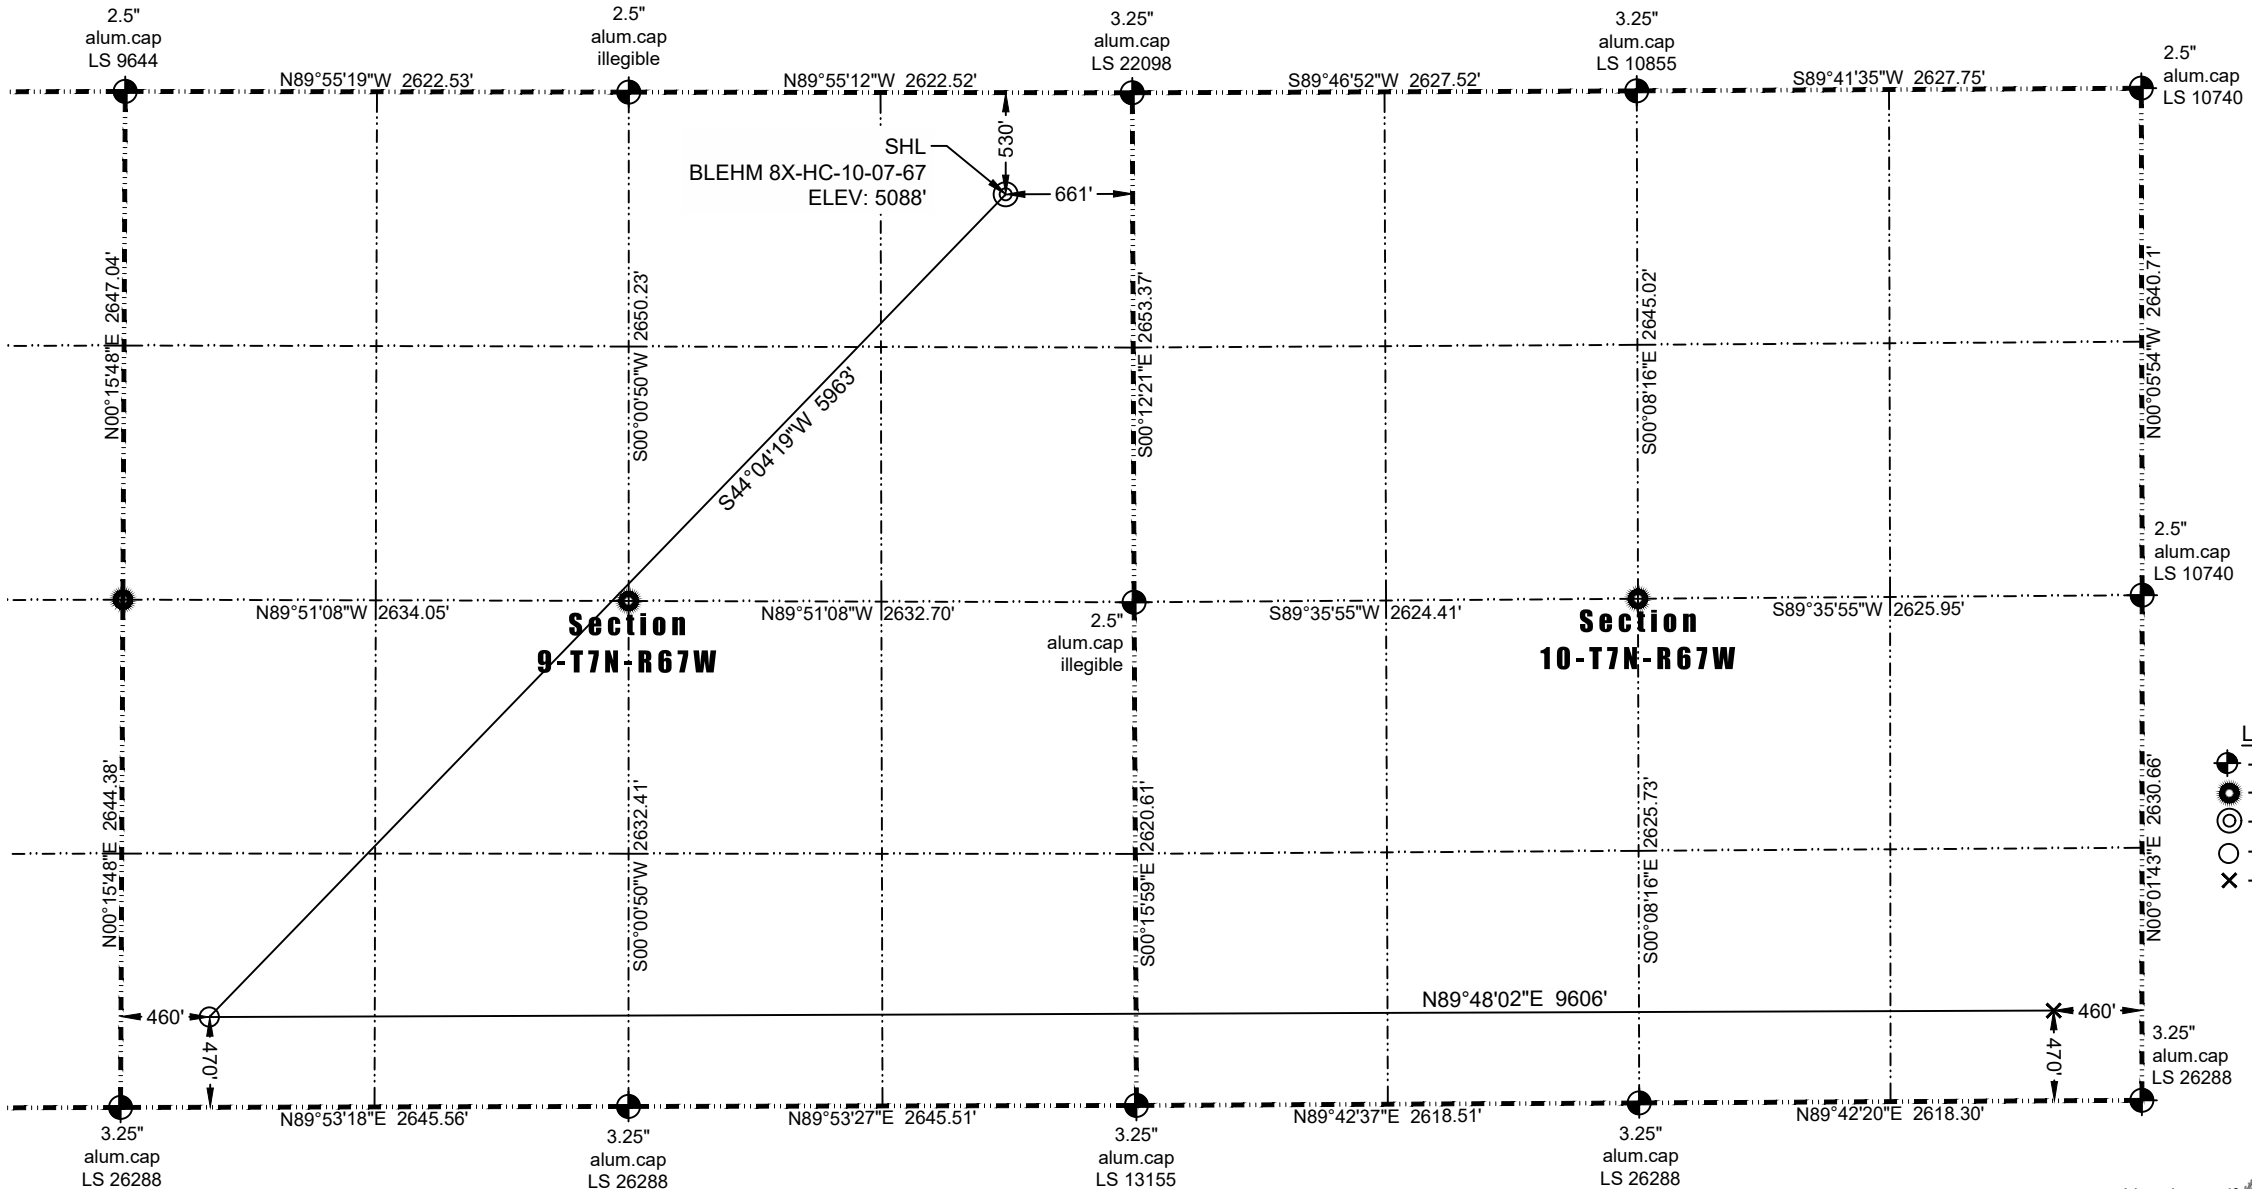 2.5"
alum.cap
LS 9644
2.5"
alum.cap
illegible
3.25"
alum.cap
LS 22098
3.25"
alum.cap
LS 10855
2.5"
alum.cap
LS 10740
N89°55'19"W 2622.53'
N89°55'12"W 2622.52'
S89°46'52"W 2627.52'
S89°41'35"W 2627.75'
530'
SHL
BLEHM 8X-HC-10-07-67
ELEV: 5088'
661'
N00°15'48"E 2647.04'
S00°00'50"W 2650.23'
S00°12'21"E 2653.37'
S00°08'16"E 2645.02'
N00°05'54"W 2640.71'
S44°04'19"W 5963'
2.5"
alum.cap
LS 10740
N89°51'08"W 2634.05'
N89°51'08"W 2632.70'
S89°35'55"W 2624.41'
S89°35'55"W 2625.95'
Section
9-T7N-R67W
2.5"
alum.cap
illegible
Section
10-T7N-R67W
N00°15'48"E 2644.38'
S00°00'50"W 2632.41'
S00°15'59"E 2620.61'
S00°08'16"E 2625.73'
N00°01'43"E 2630.66'
N89°48'02"E 9606'
460'
470'
460'
470'
3.25"
alum.cap
LS 26288
N89°53'18"E 2645.56'
N89°53'27"E 2645.51'
N89°42'37"E 2618.51'
N89°42'20"E 2618.30'
3.25"
alum.cap
LS 26288
3.25"
alum.cap
LS 26288
3.25"
alum.cap
LS 13155
3.25"
alum.cap
LS 26288